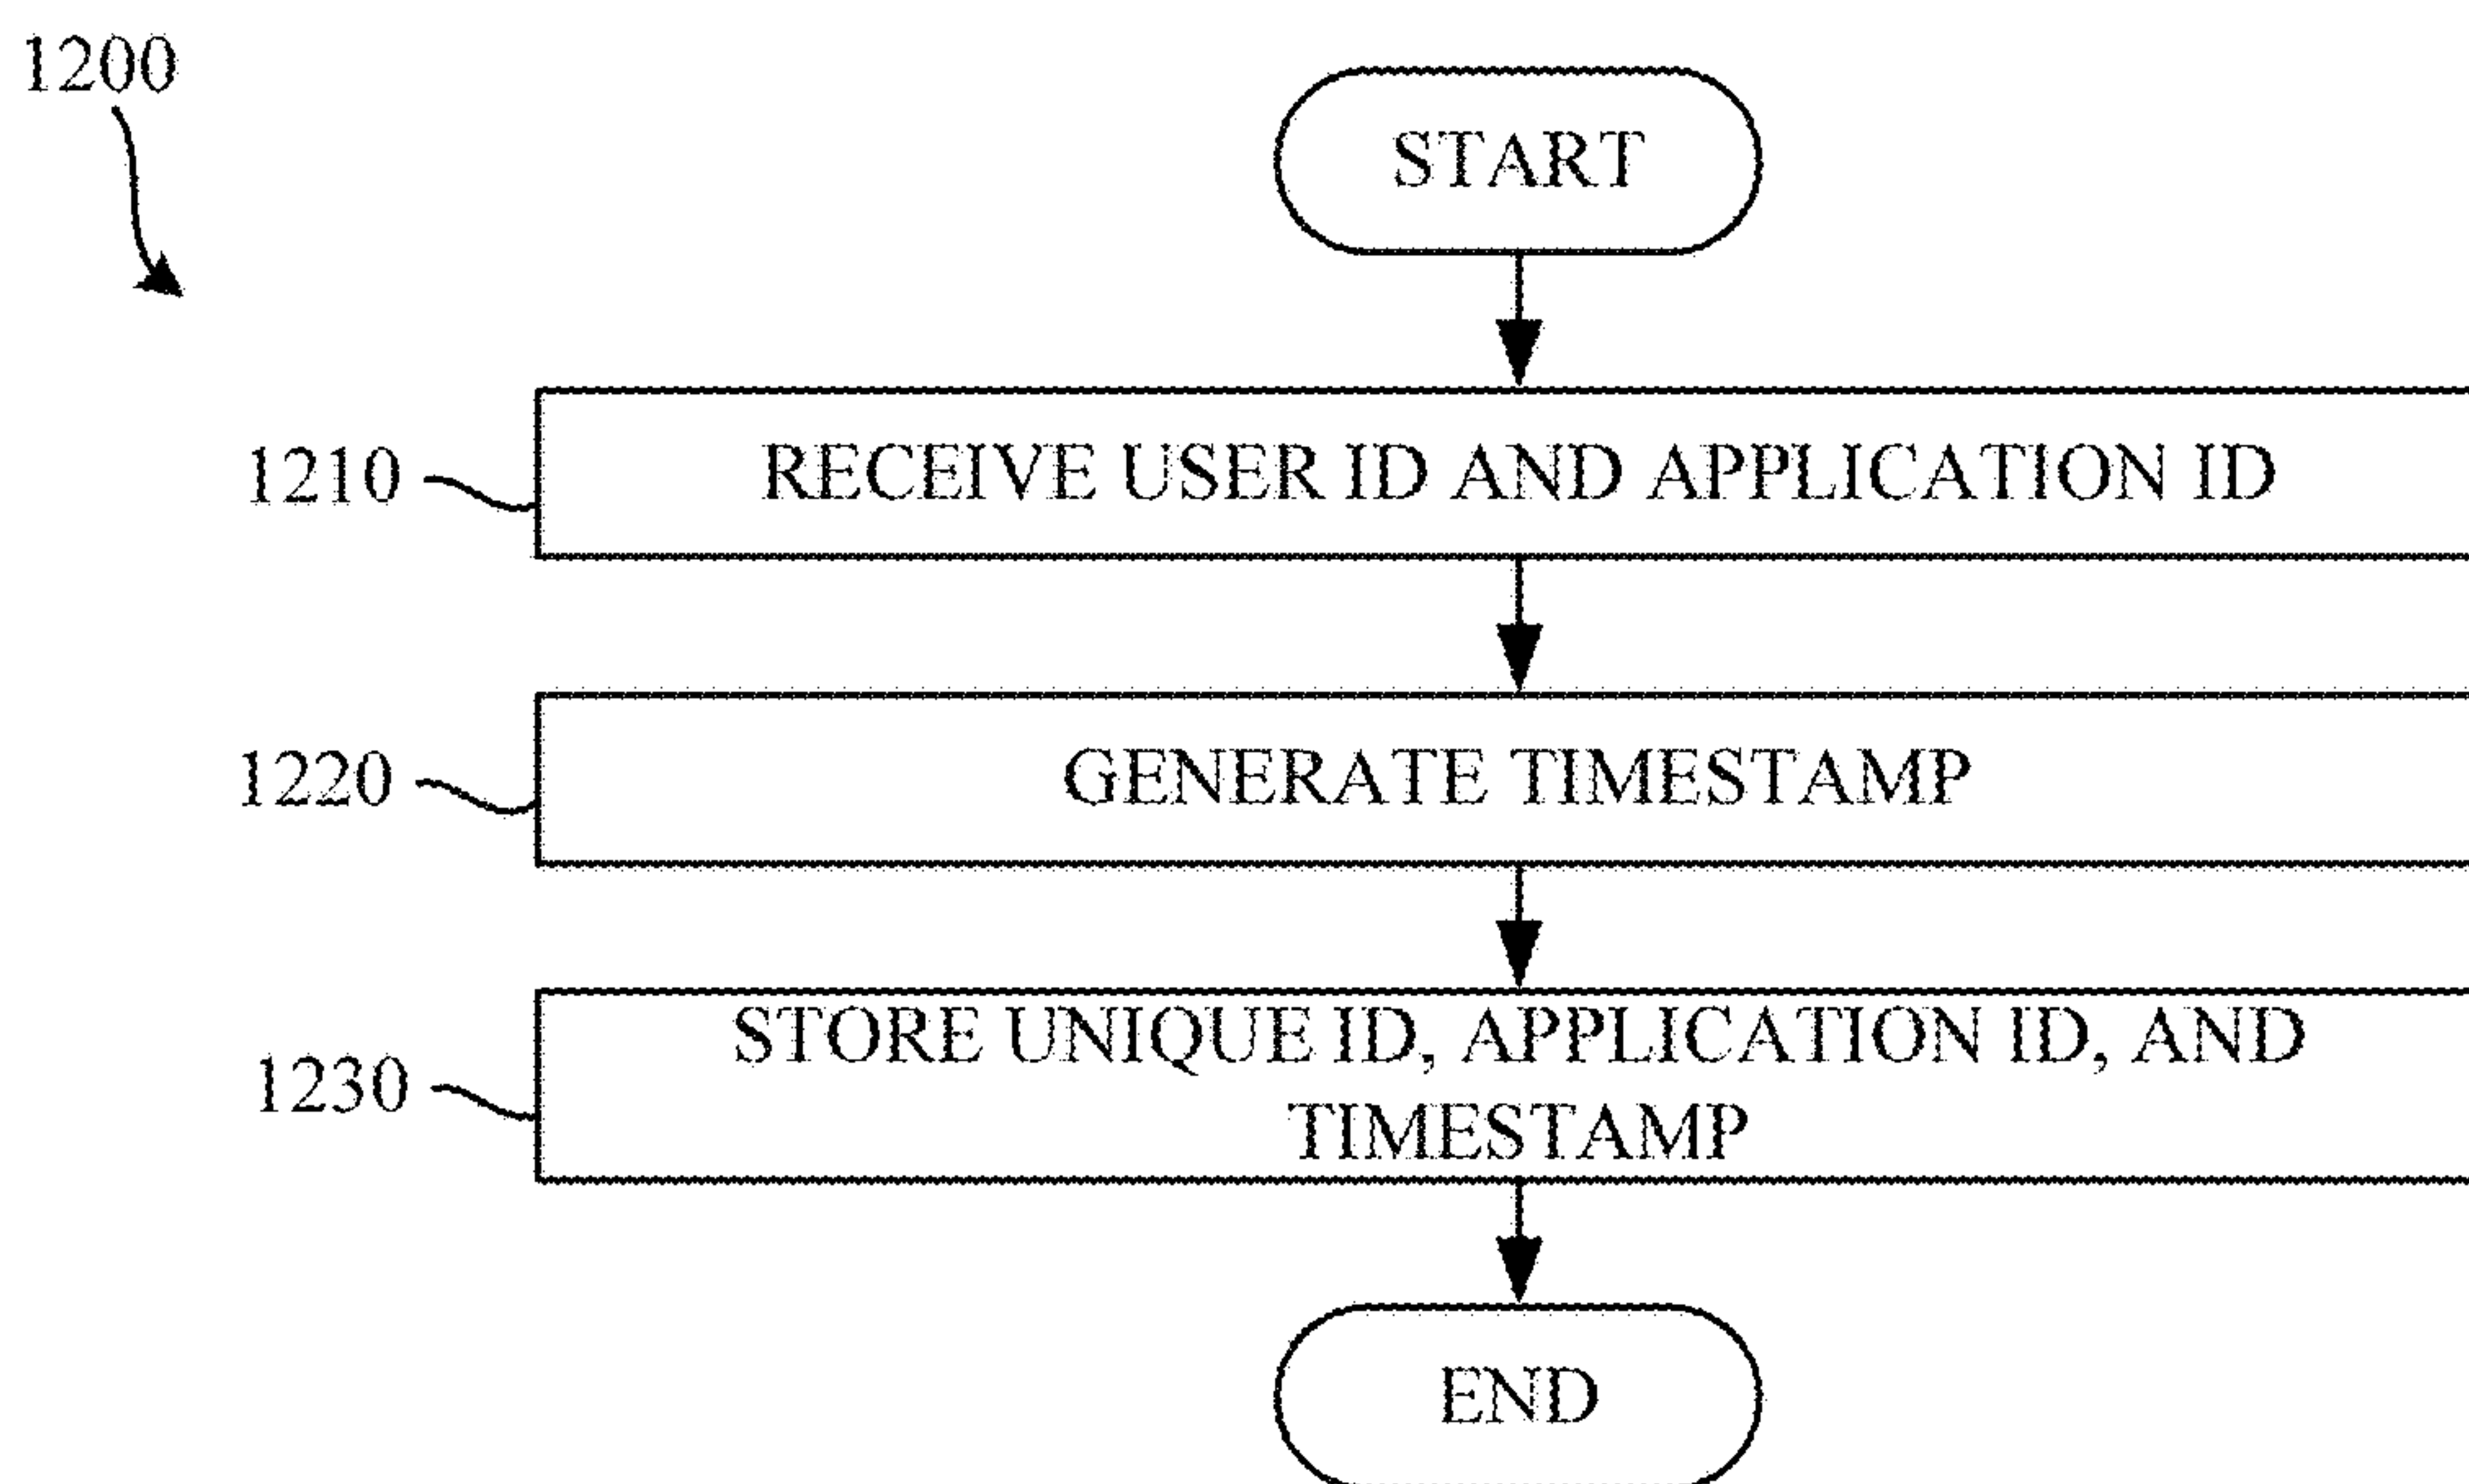 1200
START
1210
RECEIVE USER ID AND APPLICATION ID
1220
GENERATE TIMESTAMP
1230
STORE UNIQUE ID, APPLICATION ID, AND
TIMESTAMP
END